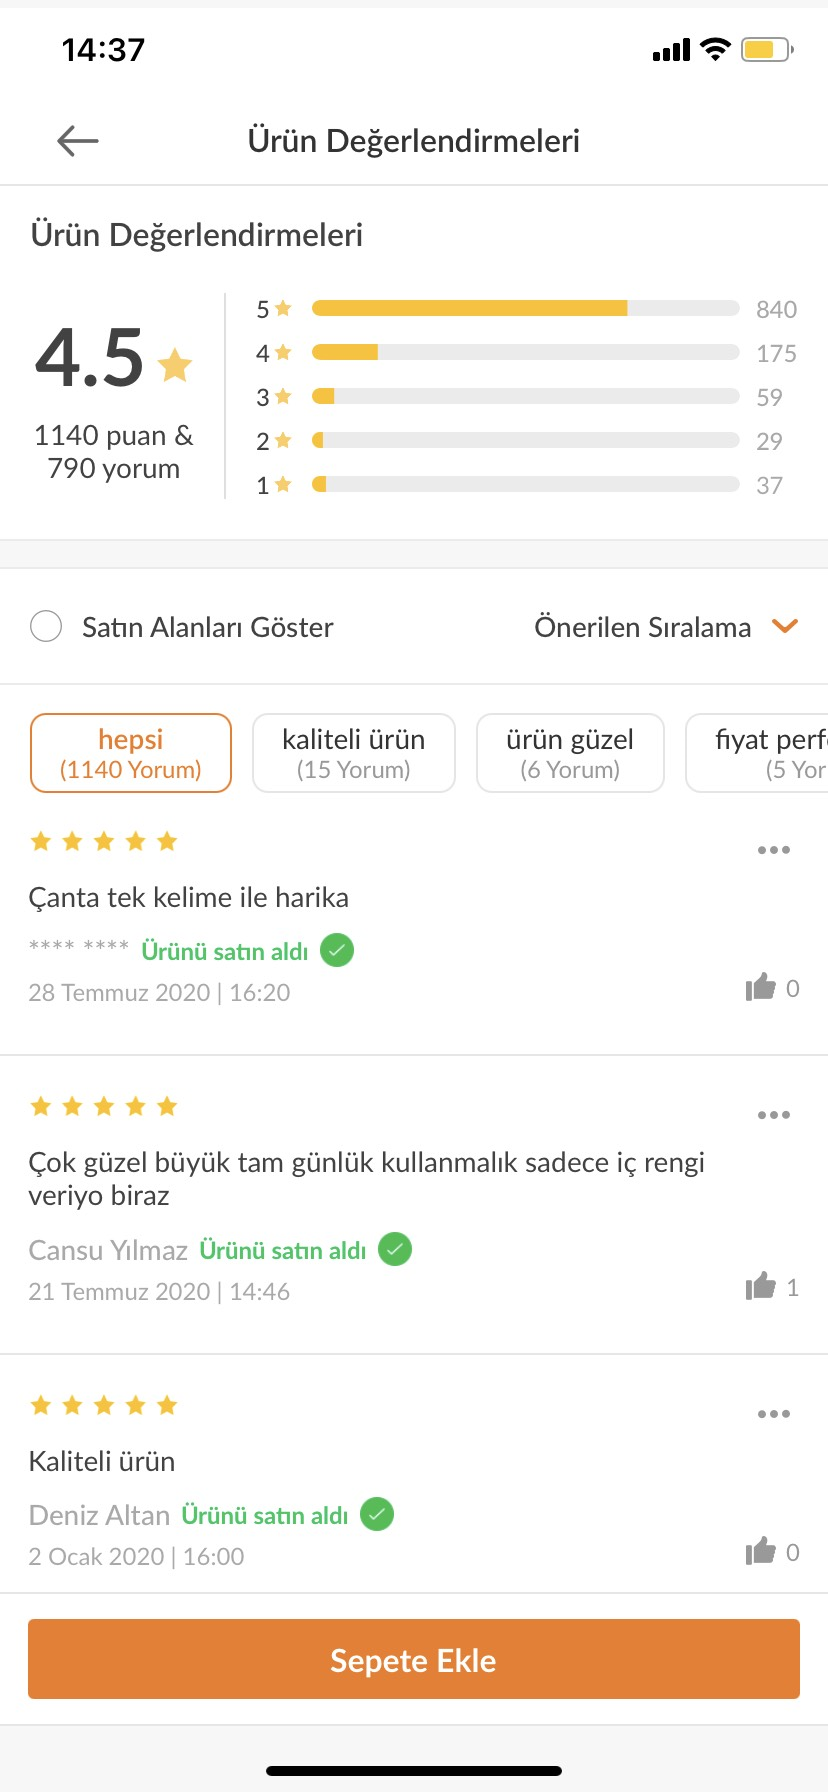 14:37
Ürün Değerlendirmeleri
Ürün Değerlendirmeleri
4.5
1140 puan &
790 yorum
5 840
4 175
3 59
2 29
1 37
Satın Alanları Göster Önerilen Sıralama
hepsi
(1140 Yorum)
kaliteli ürün
(15 Yorum)
ürün güzel
(6 Yorum)
fiyat perf
(5 Yor
Çanta tek kelime ile harika
**** **** Ürünü satın aldı
28 Temmuz 2020 | 16:20 0
Çok güzel büyük tam günlük kullanmalık sadece iç rengi
veriyo biraz
Cansu Yılmaz Ürünü satın aldı
21 Temmuz 2020 | 14:46 1
Kaliteli ürün
Deniz Altan Ürünü satın aldı
2 Ocak 2020 | 16:00 0
Sepete Ekle